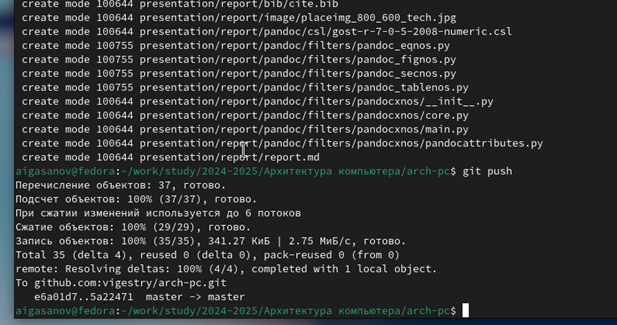 create mode 100644 presentation/report/bib/cite.bib
create mode 100644 presentation/report/image/placeimg_800_600_tech.jpg
create mode 100644 presentation/report/pandoc/csl/gost-r-7-0-5-2008-numeric.csl
create mode 100755 presentation/report/pandoc/filters/pandoc_eqnos.py
create mode 100755 presentation/report/pandoc/filters/pandoc_fignos.py
create mode 100755 presentation/report/pandoc/filters/pandoc_secnos.py
create mode 100755 presentation/report/pandoc/filters/pandoc_tablenos.py
create mode 100644 presentation/report/pandoc/filters/pandocxnos/__init__.py
create mode 100644 presentation/report/pandoc/filters/pandocxnos/core.py
create mode 100644 presentation/report/pandoc/filters/pandocxnos/main.py
create mode 100644 presentation/report/pandoc/filters/pandocxnos/pandocattributes.py
create mode 100644 presentation/report/report.md
aigasanov@fedora:~/work/study/2024-2025/Архитектура компьютера/arch-pc$ git push
Перечисление объектов: 37, готово.
Подсчет объектов: 100% (37/37), готово.
При сжатии изменений используется до 6 потоков
Сжатие объектов: 100% (29/29), готово.
Запись объектов: 100% (35/35), 341.27 КиБ | 2.75 МиБ/с, готово.
Total 35 (delta 4), reused 0 (delta 0), pack-reused 0 (from 0)
remote: Resolving deltas: 100% (4/4), completed with 1 local object.
To github.com:vigestry/arch-pc.git
e6a01d7..5a22471 master -> master
aigasanov@fedora:~/work/study/2024-2025/Архитектура компьютера/arch-pc$